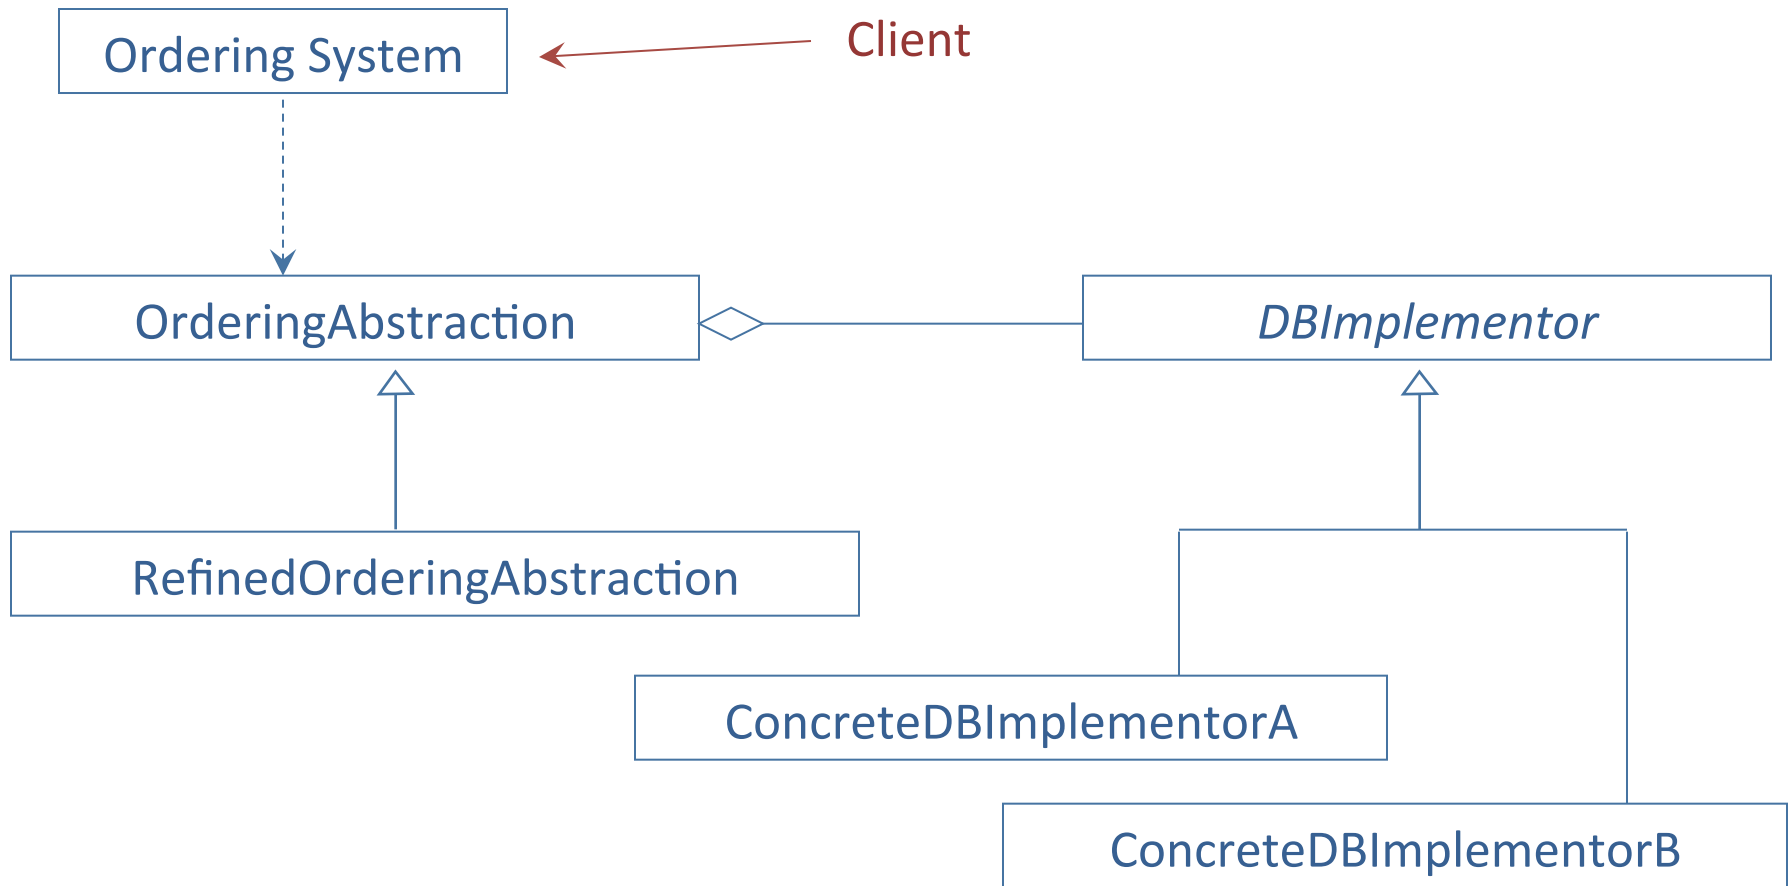 Ordering System
Client
OrderingAbstraction
DBImplementor
RefinedOrderingAbstraction
ConcreteDBImplementorA
ConcreteDBImplementorB